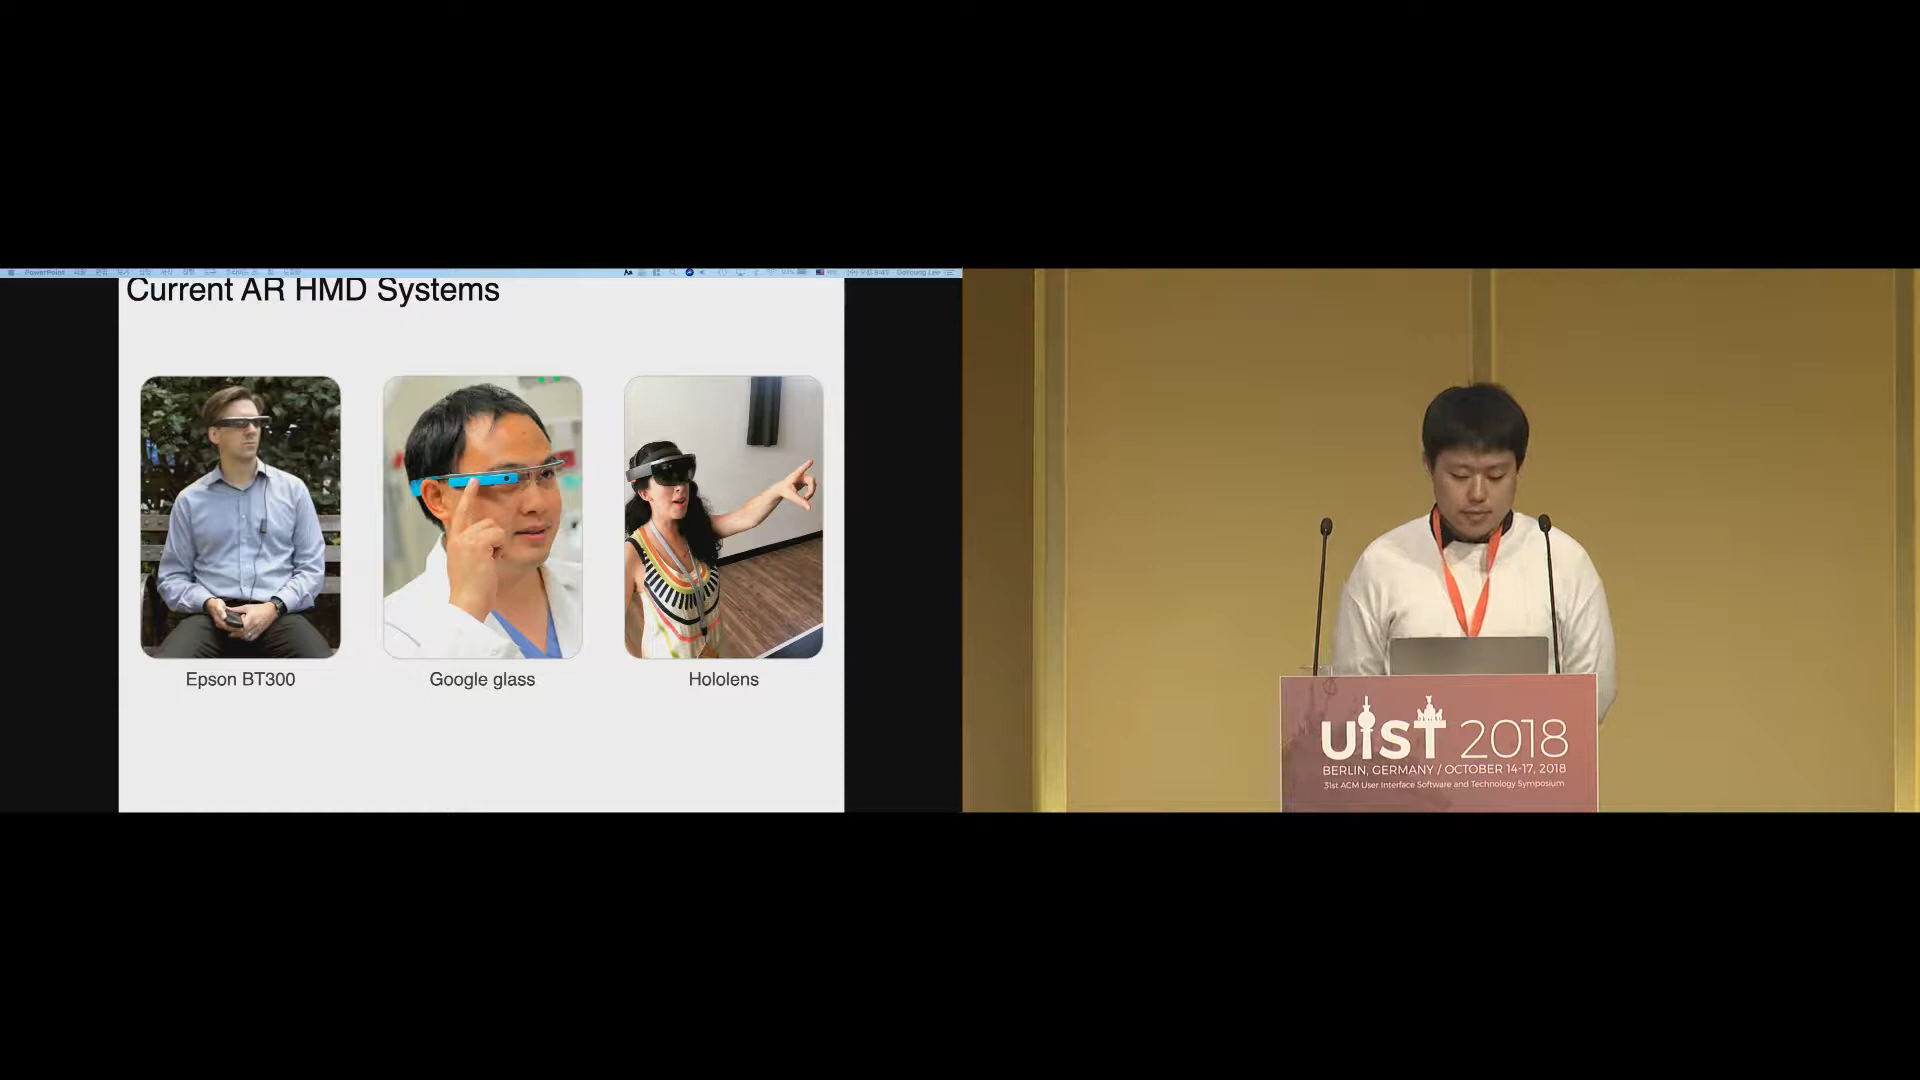 PowerPoint
Current AR HMD Systems
Epson BT300
Google glass
Hololens
UIST 2018
BERLIN, GERMANY / OCTOBER 14-17, 2018
31st ACM User Interface Software and Technology Symposium